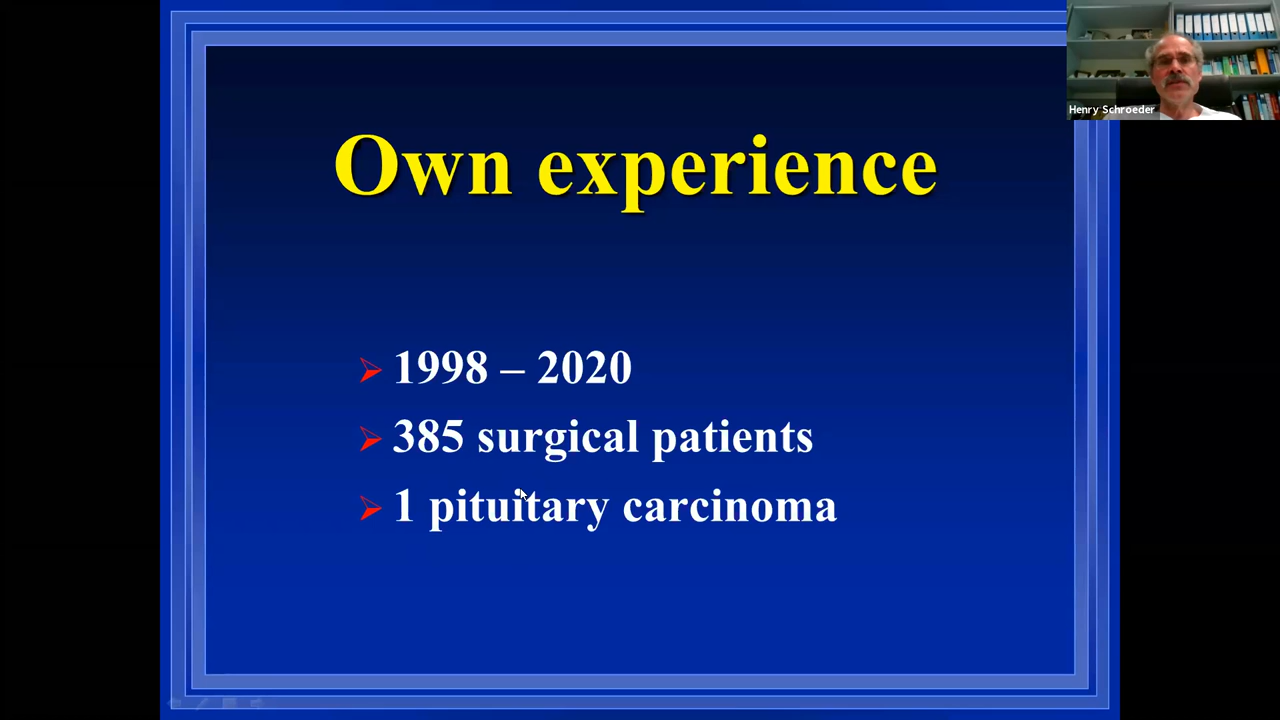 Henry Schroeder
Own experience
1998 – 2020
385 surgical patients
1 pituitary carcinoma